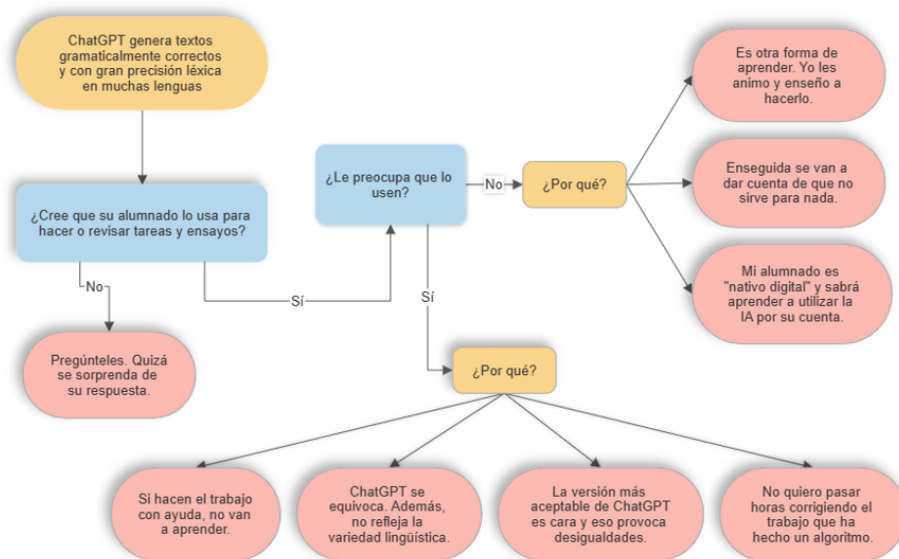 ChatGPT genera textos
gramaticalmente correctos
y con gran precisión léxica
en muchas lenguas
¿Cree que su alumnado lo usa para
hacer o revisar tareas y ensayos?
No
Pregúnteles. Quizá
se sorprenda de
su respuesta.
Sí
¿Le preocupa que lo
usen?
No
¿Por qué?
Es otra forma de
aprender. Yo les
animo y enseño a
hacerlo.
Enseguida se van a
dar cuenta de que no
sirve para nada.
Mi alumnado es
"nativo digital" y sabrá
aprender a utilizar la
IA por su cuenta.
Sí
¿Por qué?
Si hacen el trabajo
con ayuda, no van
a aprender.
ChatGPT se
equivoca. Además,
no refleja la
variedad lingüística.
La versión más
aceptable de ChatGPT
es cara y eso provoca
desigualdades.
No quiero pasar
horas corrigiendo el
trabajo que ha
hecho un algoritmo.